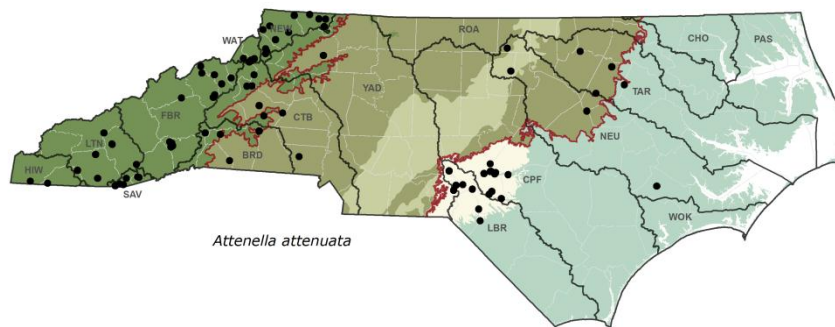 NEW
WAT
ROA
CHO
PAS
YAD
TAR
FBR
CTB
LTN
NEU
BRD
HIW
CPF
SAV
WOK
LBR
Attenella attenuata